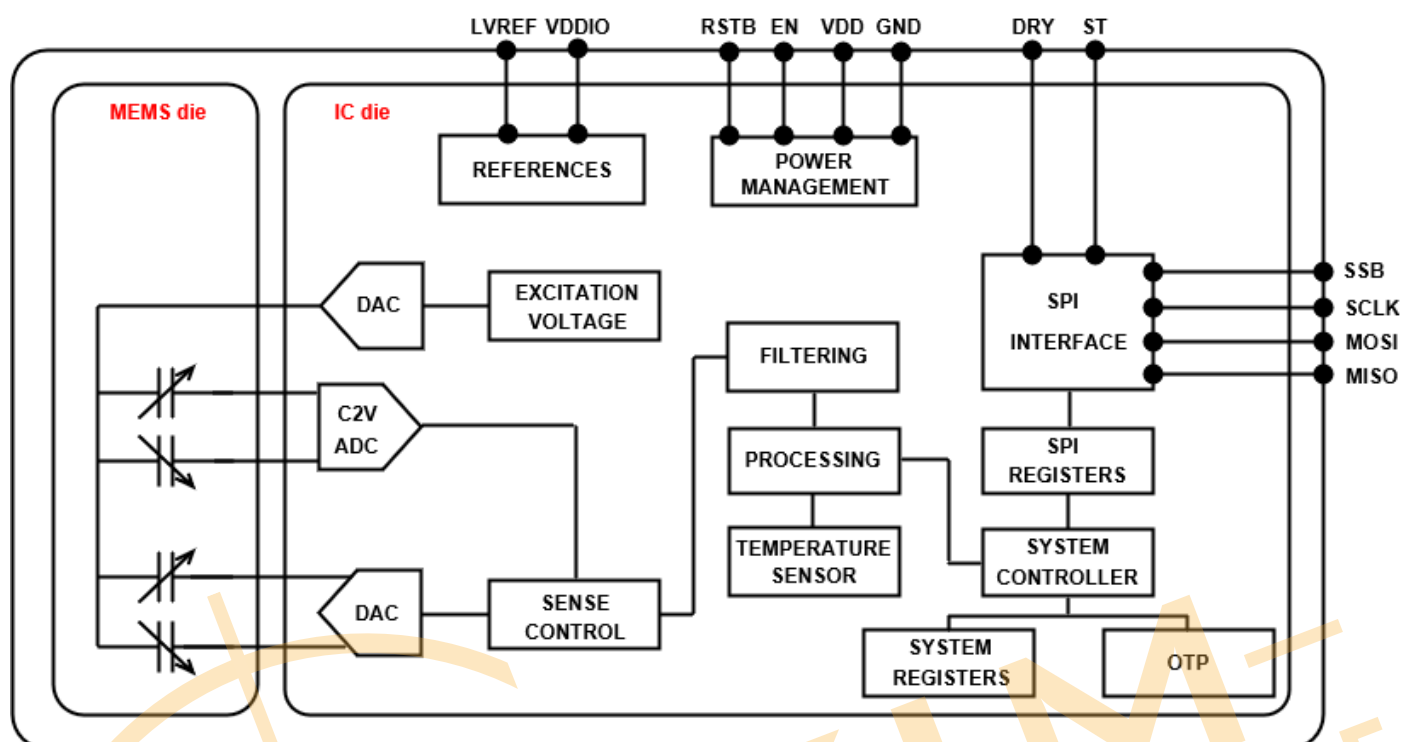 LVREF VDDIO RSTB EN VDD GND DRY ST
MEMS die
IC die
REFERENCES
POWER
MANAGEMENT
DAC
EXCITATION
VOLTAGE
SPI
INTERFACE
SSB
SCLK
MOSI
MISO
FILTERING
C2V
ADC
PROCESSING
SPI
REGISTERS
TEMPERATURE
SENSOR
SYSTEM
CONTROLLER
DAC
SENSE
CONTROL
SYSTEM
REGISTERS
OTP